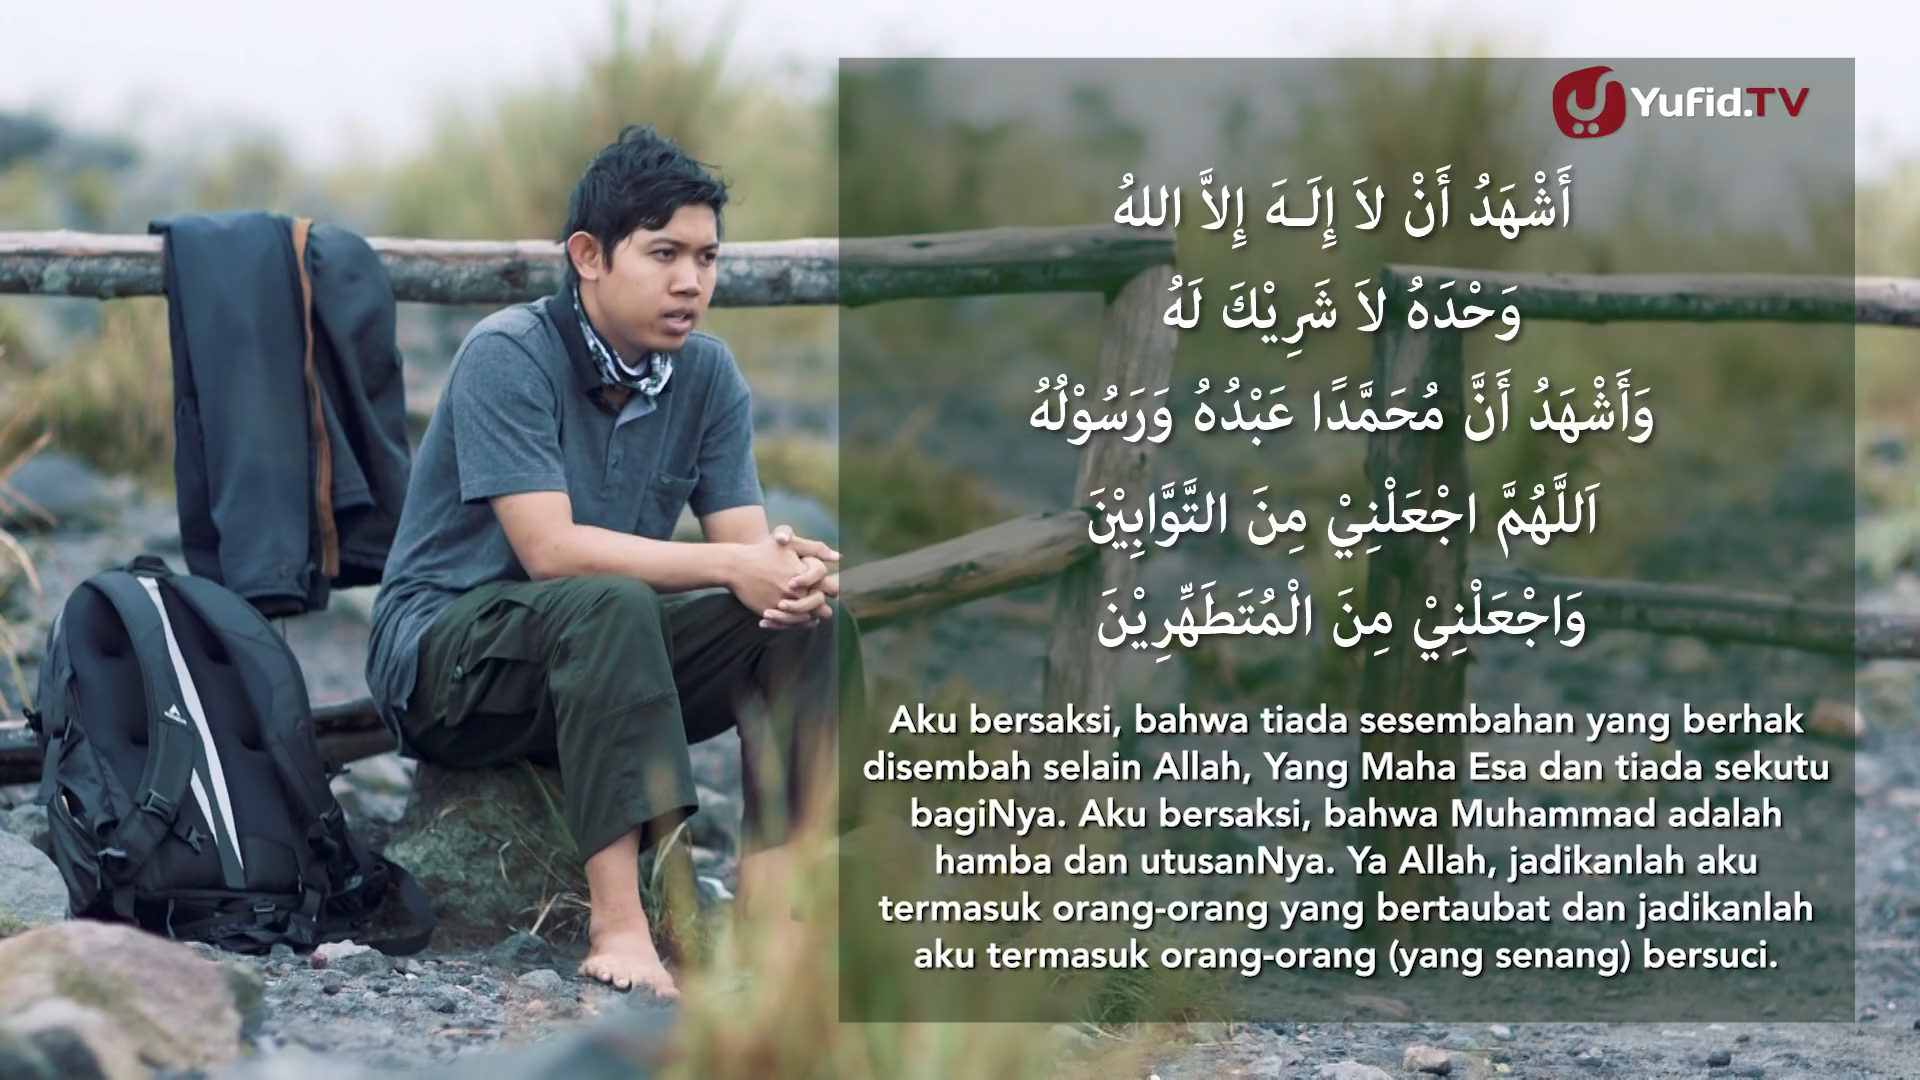 Yufid.TV
أَشْهَدُ أَنْ لاَ إِلَـهَ إِلاَّ اللهُ
وَحْدَهُ لاَ شَرِيْكَ لَهُ
وَأَشْهَدُ أَنَّ مُحَمَّدًا عَبْدُهُ وَرَسُوْلُهُ
اَللَّهُمَّ اجْعَلْنِيْ مِنَ التَّوَّابِيْنَ
وَاجْعَلْنِيْ مِنَ الْمُتَطَهِّرِيْنَ
Aku bersaksi, bahwa tiada sesembahan yang berhak
disembah selain Allah, Yang Maha Esa dan tiada sekutu
bagiNya. Aku bersaksi, bahwa Muhammad adalah
hamba dan utusanNya. Ya Allah, jadikanlah aku
termasuk orang-orang yang bertaubat dan jadikanlah
aku termasuk orang-orang (yang senang) bersuci.